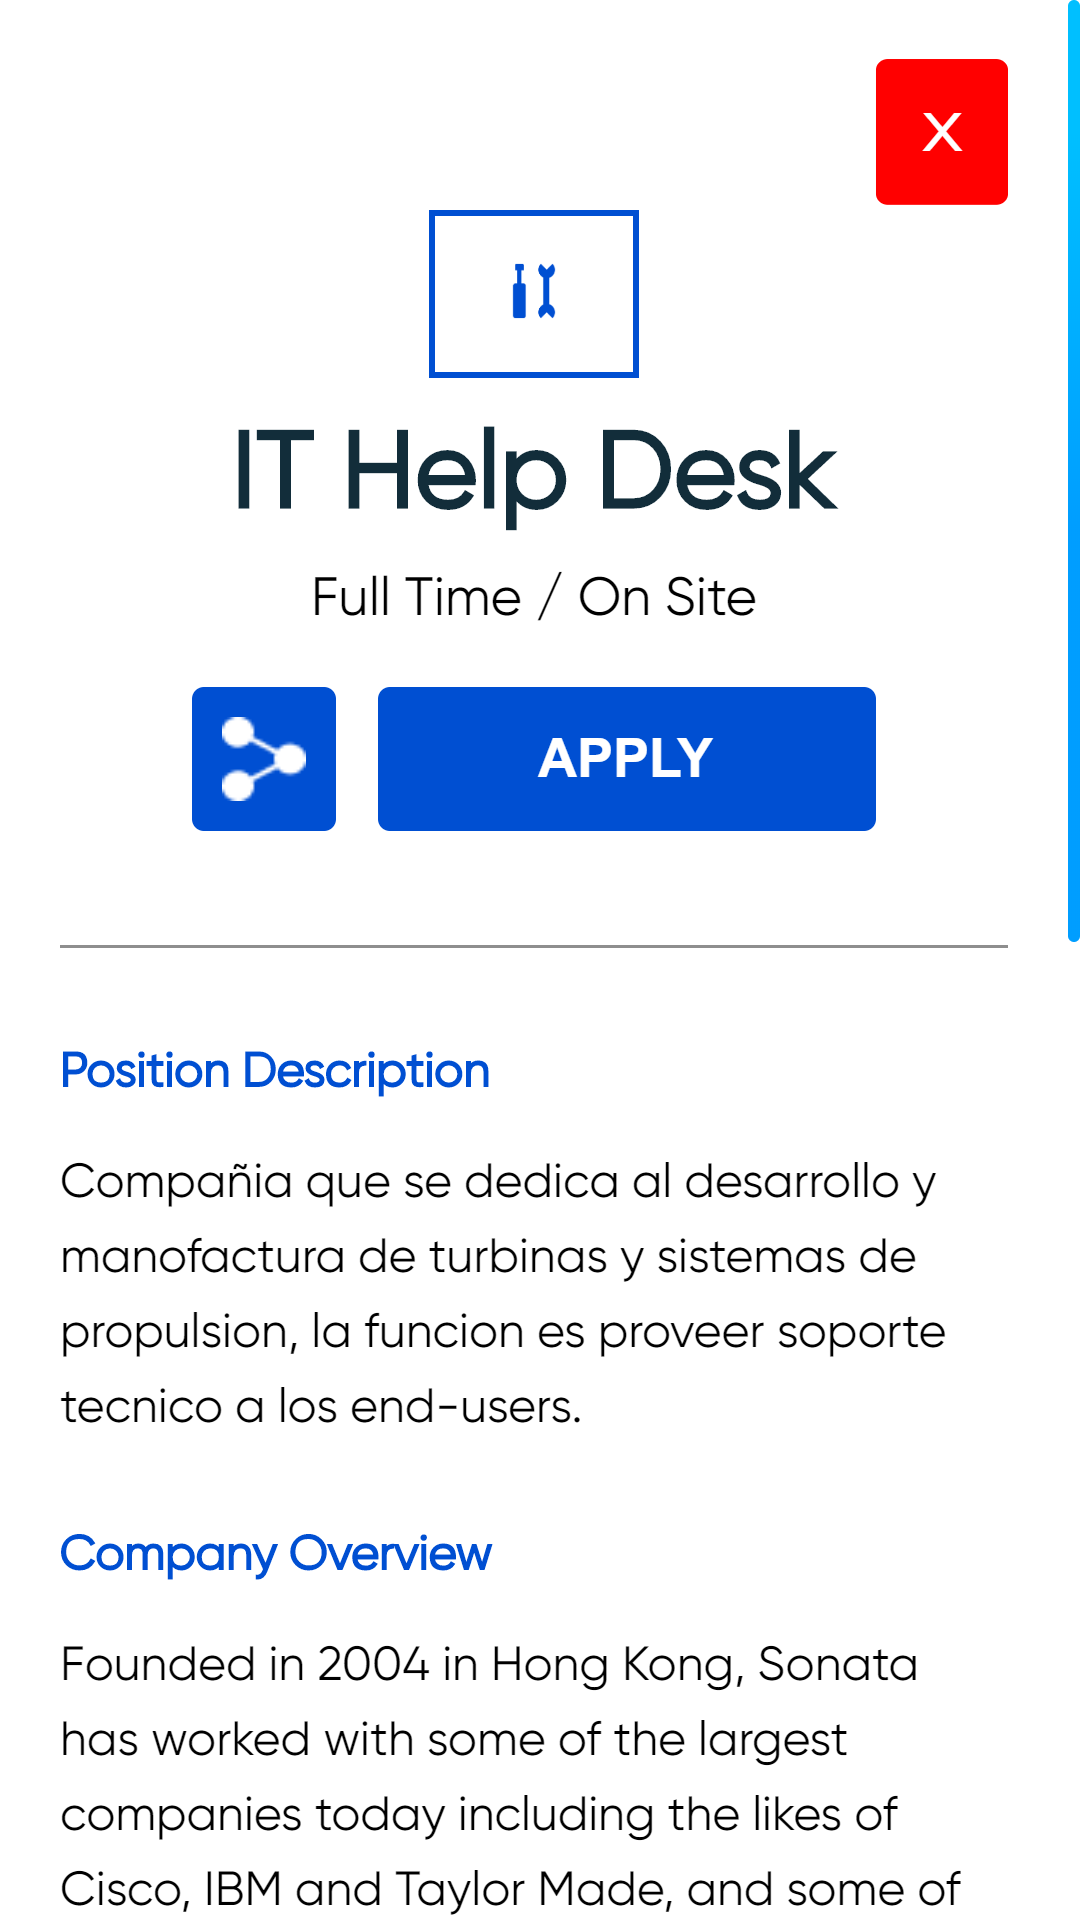 X
IT Help Desk
Full Time / On Site
APPLY
Position Description
Compañia que se dedica al desarrollo y
manofactura de turbinas y sistemas de
propulsion, la funcion es proveer soporte
tecnico a los end-users.
Company Overview
Founded in 2004 in Hong Kong, Sonata
has worked with some of the largest
companies today including the likes of
Cisco, IBM and Taylor Made, and some of